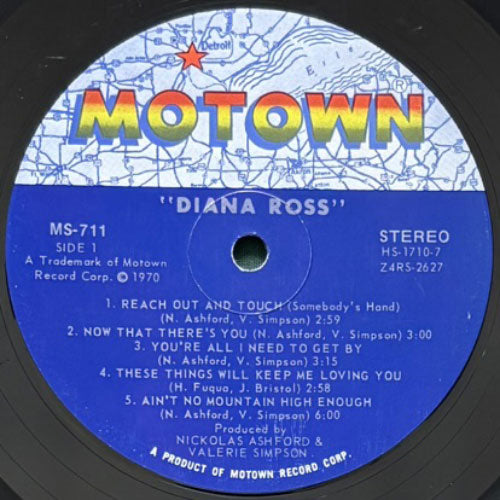 Detroit
Erie
MOTOWN®
"DIANA ROSS"
MS-711
SIDE 1
A Trademark of Motown
Record Corp. © 1970
STEREO
HS-1710-7
Z4RS-2627
1. REACH OUT AND TOUCH (Somebody's Hand)
(N. Ashford, V. Simpson) 2:59
2. NOW THAT THERE'S YOU (N. Ashford, V. Simpson) 3:00
3. YOU'RE ALL I NEED TO GET BY
(N. Ashford, V. Simpson) 3:15
4. THESE THINGS WILL KEEP ME LOVING YOU
(H. Fuqua, J. Bristol) 2:58
5. AIN'T NO MOUNTAIN HIGH ENOUGH
(N. Ashford, V. Simpson) 6:00
Produced by
NICKOLAS ASHFORD &
VALERIE SIMPSON
A PRODUCT OF MOTOWN RECORD CORP.